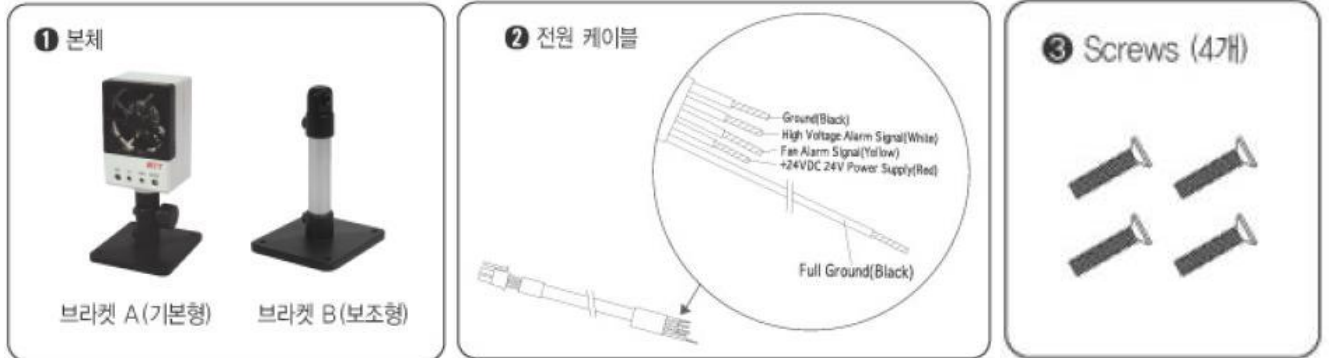 ❶ 본체
브라켓 A(기본형)
브라켓 B(보조형)
❷ 전원 케이블
Ground(Black)
High Voltage Alarm Signal(White)
Fan Alarm Signal(Yellow)
+24VDC 24V Power Supply(Red)
Full Ground(Black)
❸ Screws (4개)